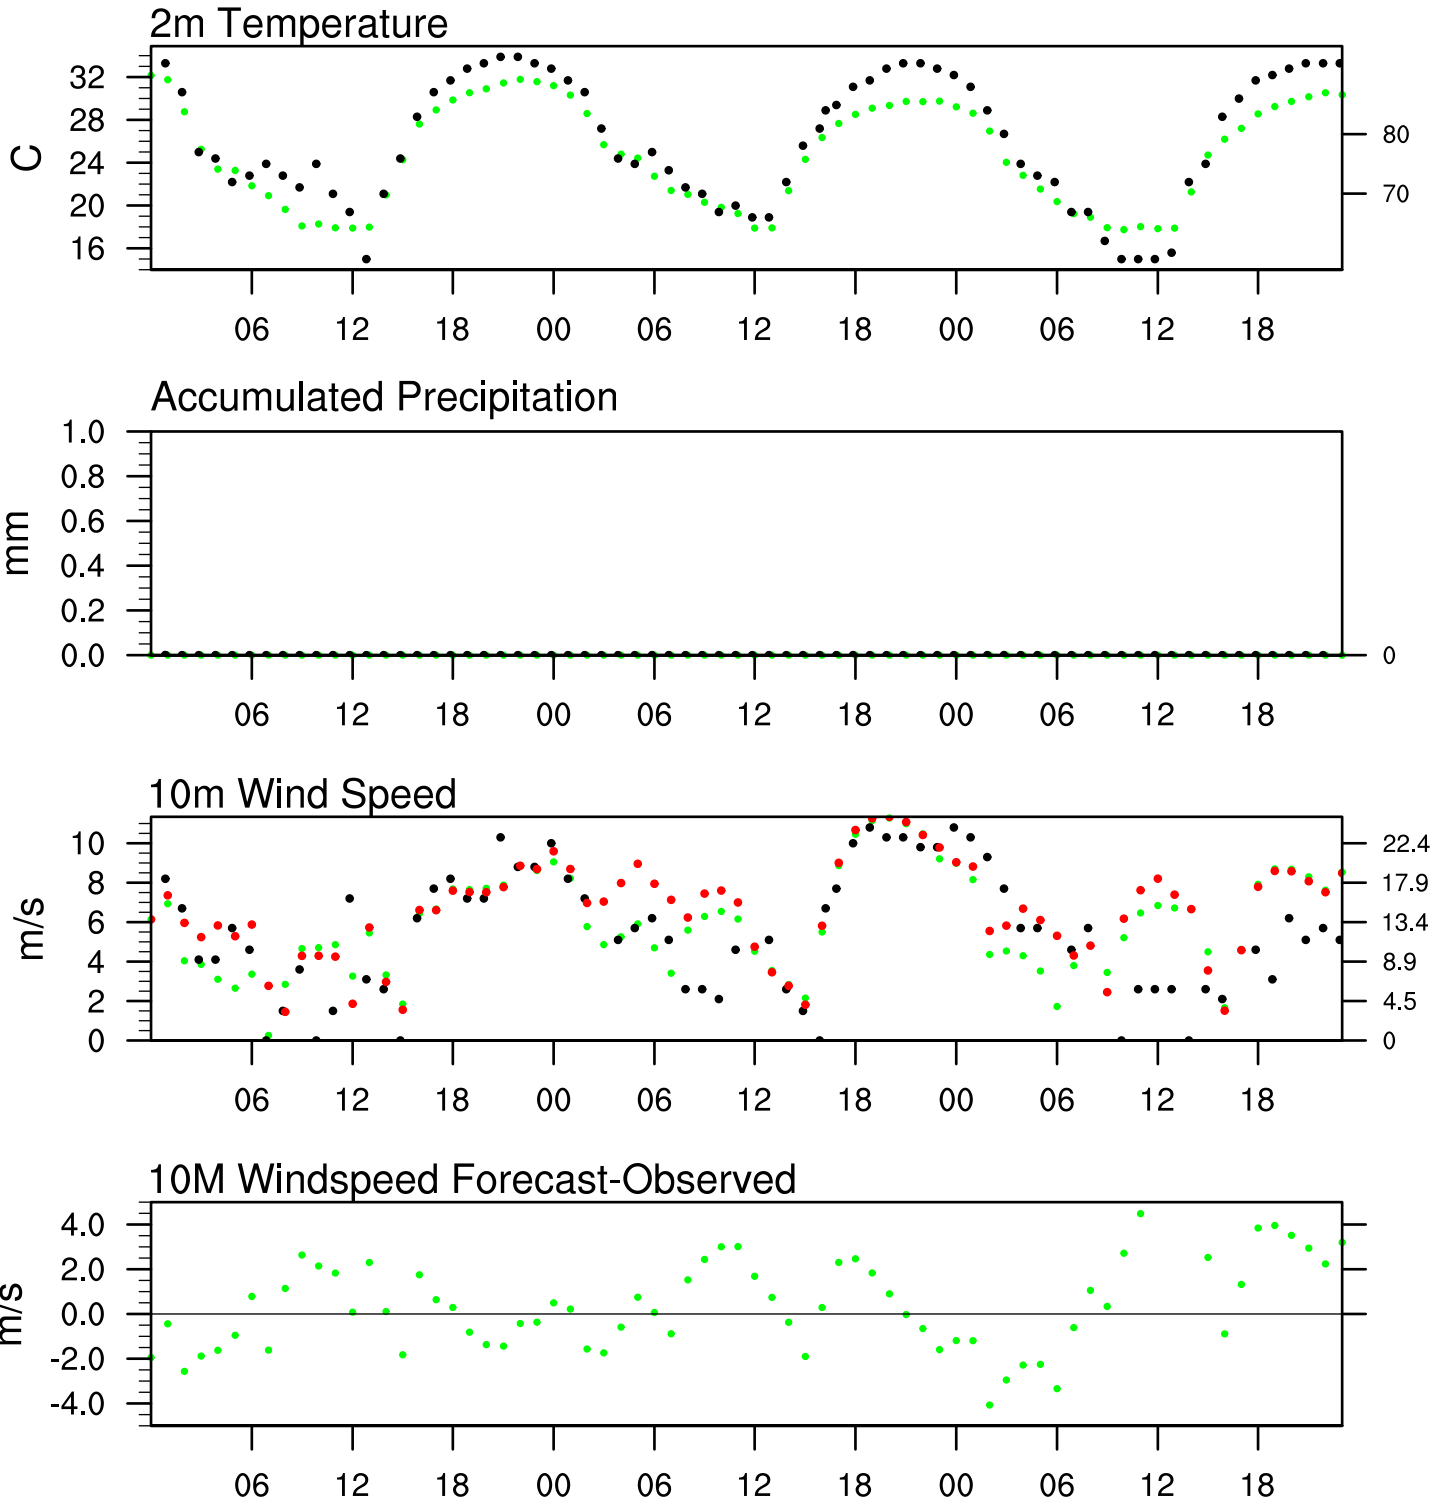 2m Temperature
C
32
28
24
20
16
80
70
06 12 18 00 06 12 18 00 06 12 18
Accumulated Precipitation
mm
1.0
0.8
0.6
0.4
0.2
0.0
0
06 12 18 00 06 12 18 00 06 12 18
10m Wind Speed
m/s
10
8
6
4
2
0
22.4
17.9
13.4
8.9
4.5
0
06 12 18 00 06 12 18 00 06 12 18
10M Windspeed Forecast-Observed
m/s
4.0
2.0
0.0
-2.0
-4.0
06 12 18 00 06 12 18 00 06 12 18